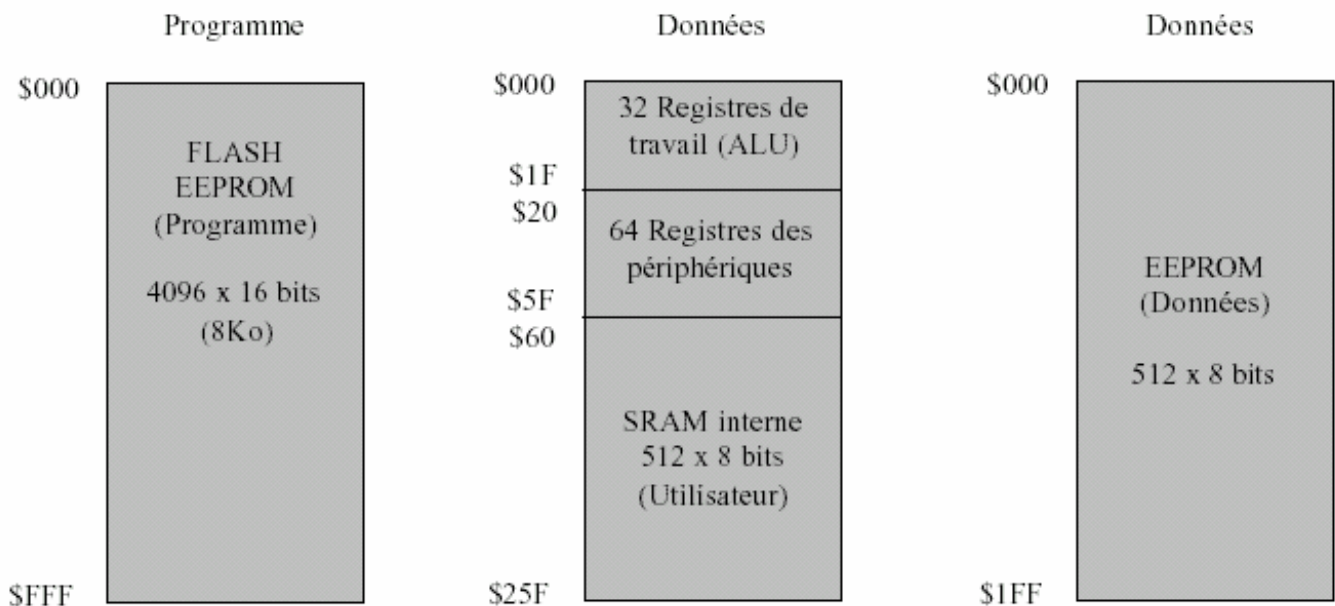 Programme
$000
FLASH
EEPROM
(Programme)
4096 x 16 bits
(8Ko)
$FFF
Données
$000
32 Registres de
travail (ALU)
$1F
$20
64 Registres des
périphériques
$5F
$60
SRAM interne
512 x 8 bits
(Utilisateur)
$25F
Données
$000
EEPROM
(Données)
512 x 8 bits
$1FF